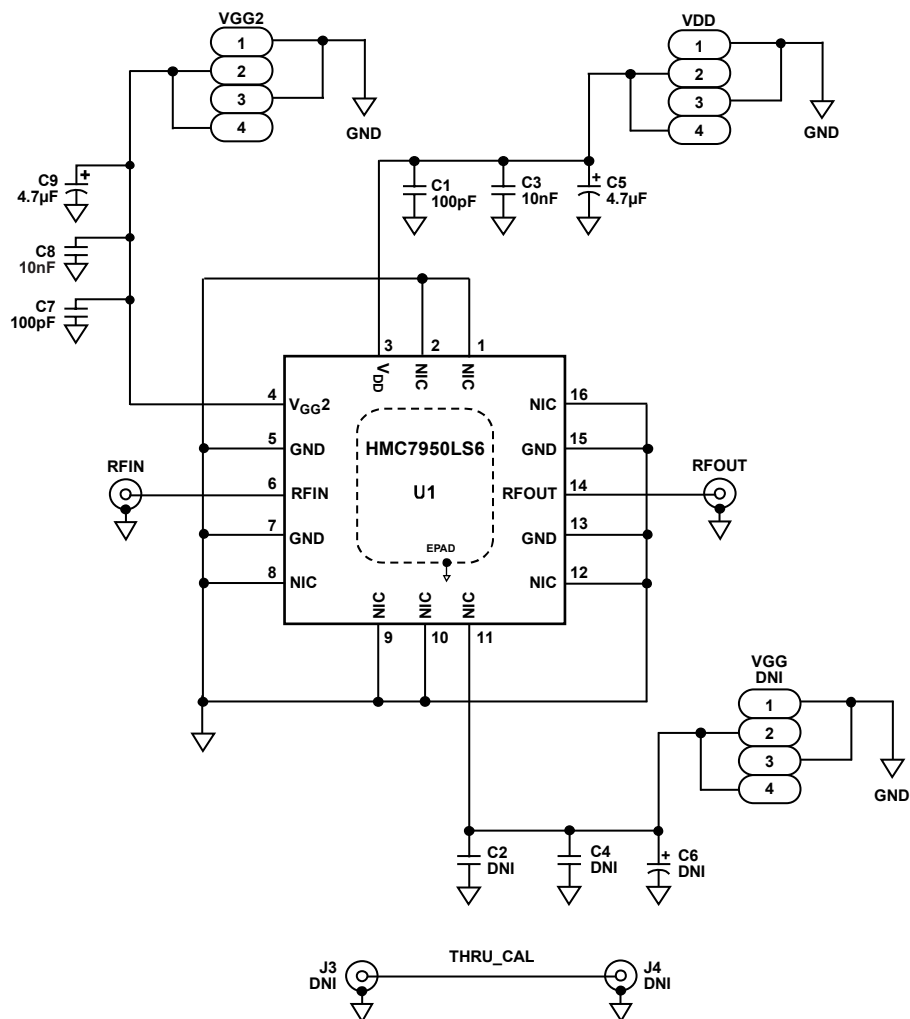 VGG2
1
2
3
4
GND
VDD
1
2
3
4
GND
C9
4.7µF
C8
10nF
C7
100pF
C1
100pF
C3
10nF
C5
4.7µF
3
2
1
VDD
NIC
NIC
4
VGG2
5
GND
RFIN
6
RFIN
7
GND
8
NIC
HMC7950LS6
U1
EPAD
NIC
16
GND
15
RFOUT
14
RFOUT
GND
13
NIC
12
NIC
NIC
NIC
9
10
11
VGG
DNI
1
2
3
4
GND
C2
DNI
C4
DNI
C6
DNI
J3
DNI
THRU_CAL
J4
DNI